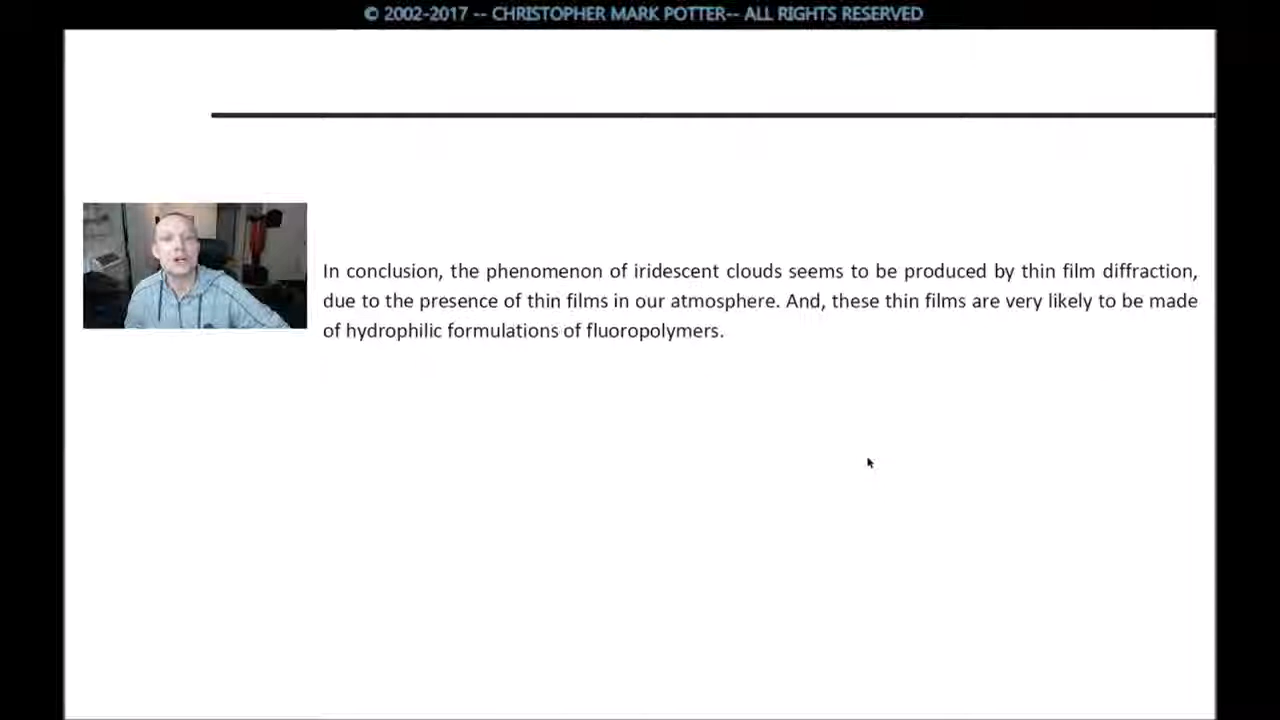 © 2002-2017 -- CHRISTOPHER MARK POTTER-- ALL RIGHTS RESERVED
In conclusion, the phenomenon of iridescent clouds seems to be produced by thin film diffraction,
due to the presence of thin films in our atmosphere. And, these thin films are very likely to be made
of hydrophilic formulations of fluoropolymers.